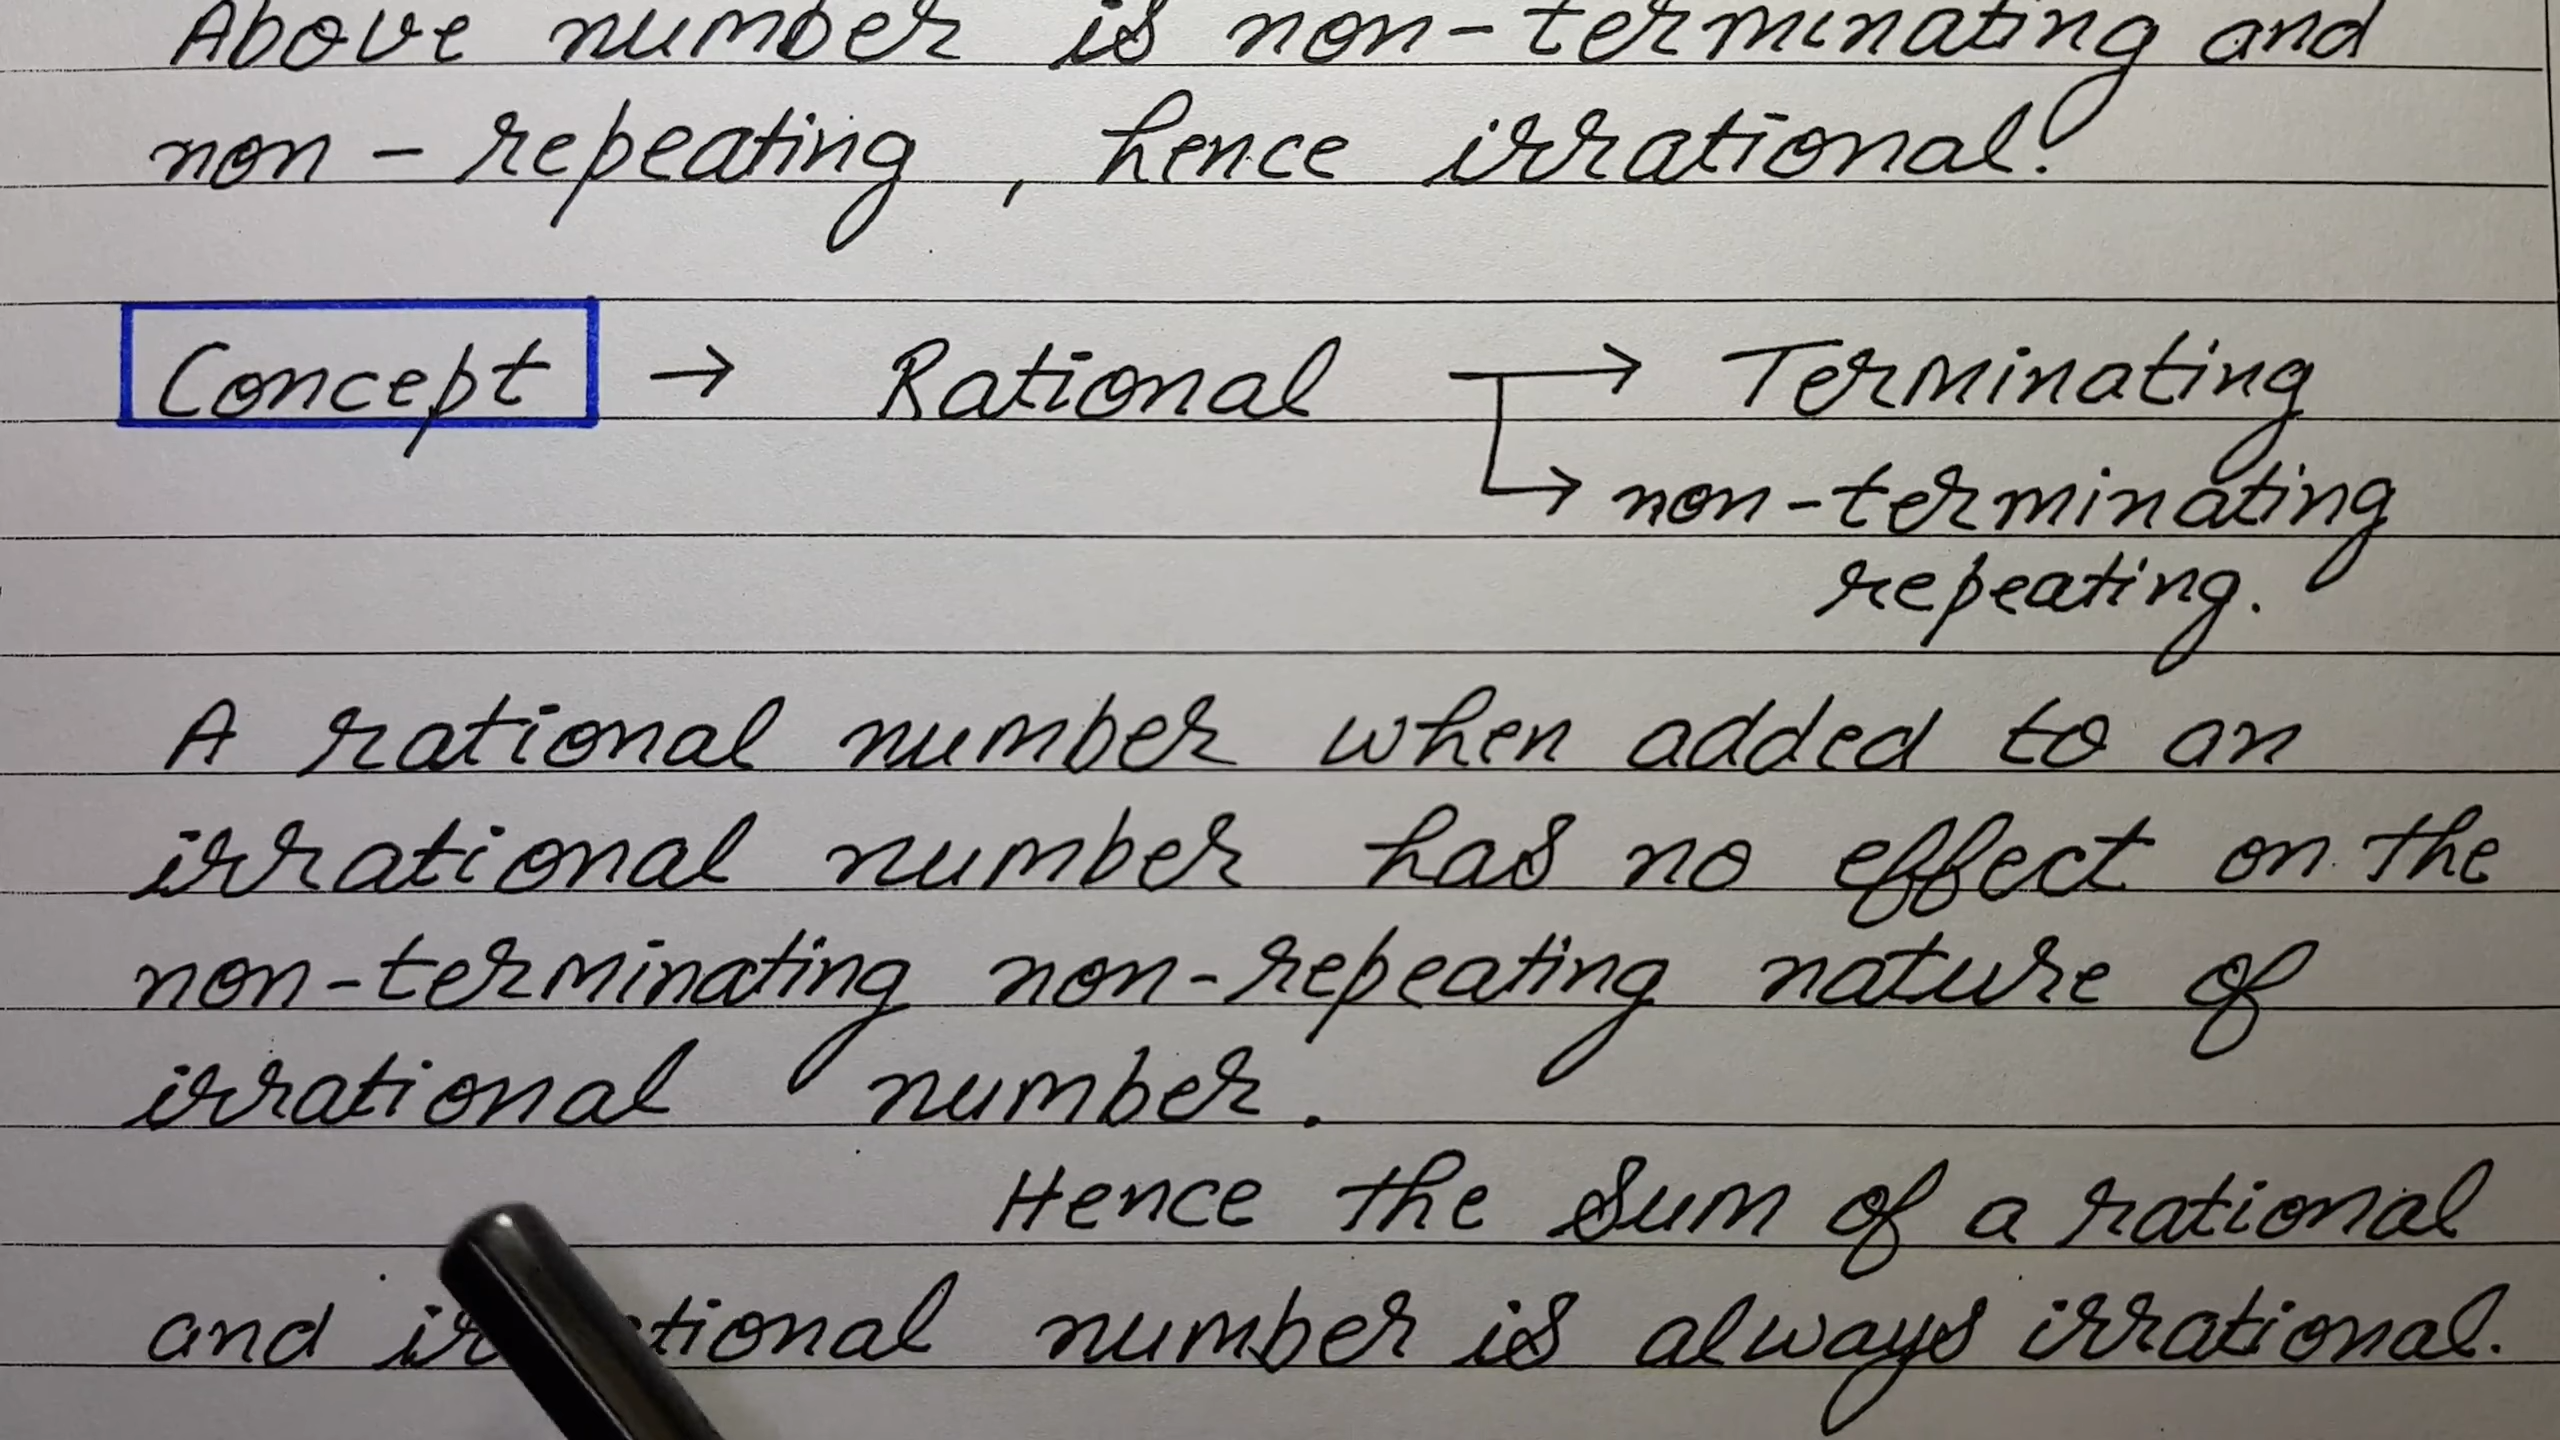 Above number is non-terminating and
non-repeating, hence irrational.
Concept → Rational → Terminating
→ non-terminating
repeating.
A rational number when added to an
irrational number has no effect on the
non-terminating non-repeating nature of
irrational number.
Hence the sum of a rational
and irrational number is always irrational.